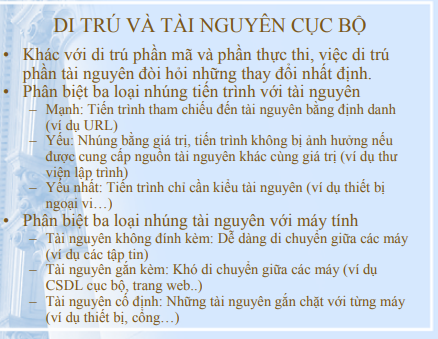 DI TRÚ VÀ TÀI NGUYÊN CỤC BỘ
• Khác với di trú phần mã và phần thực thi, việc di trú
phần tài nguyên đòi hỏi những thay đổi nhất định.
• Phân biệt ba loại nhúng tiến trình với tài nguyên
– Mạnh: Tiến trình tham chiếu đến tài nguyên bằng định danh
(ví dụ URL)
– Yếu: Nhúng bằng giá trị, tiến trình không bị ảnh hưởng nếu
được cung cấp nguồn tài nguyên khác cùng giá trị (ví dụ thư
viện lập trình)
– Yếu nhất: Tiến trình chỉ cần kiểu tài nguyên (ví dụ thiết bị
ngoại vi…)
• Phân biệt ba loại nhúng tài nguyên với máy tính
– Tài nguyên không đính kèm: Dễ dàng di chuyển giữa các máy
(ví dụ các tập tin)
– Tài nguyên gắn kèm: Khó di chuyển giữa các máy (ví dụ
CSDL cục bộ, trang web..)
– Tài nguyên cố định: Những tài nguyên gắn chặt với từng máy
(ví dụ thiết bị, cổng…)